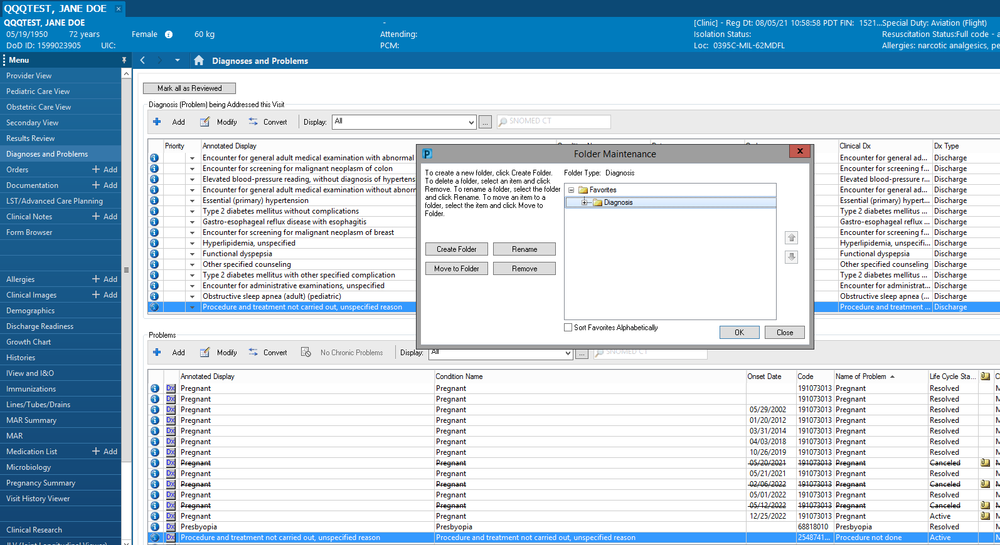 QQQTEST, JANE DOE ×
QQQTEST, JANE DOE
05/19/1950 72 years Female 60 kg
DoD ID: 1599023905 UIC:
-
Attending:
PCM:
[Clinic] - Reg Dt: 08/05/21 10:58:58 PDT FIN: 1521...
Isolation Status:
Loc: 0395C-MIL-62MDFL
Special Duty: Aviation (Flight)
Resuscitation Status:Full code - a
Allergies: narcotic analgesics, pe
Menu
Provider View
Pediatric Care View
Obstetric Care View
Secondary View
Results Review
Diagnoses and Problems
Orders + Add
Documentation + Add
LST/Advanced Care Planning
Clinical Notes + Add
Form Browser
Allergies + Add
Clinical Images + Add
Demographics
Discharge Readiness
Growth Chart
Histories
IView and I&O
Immunizations
Lines/Tubes/Drains
MAR Summary
MAR
Medication List + Add
Microbiology
Pregnancy Summary
Visit History Viewer
Clinical Research
Diagnoses and Problems
Mark all as Reviewed
Diagnosis (Problem) being Addressed this Visit
Add Modify Convert Display: All ... SNOMED CT
Priority Annotated Display Clinical Dx Dx Type
Encounter for general adult medical examination with abnormal Encounter for general ad... Discharge
Encounter for screening for malignant neoplasm of colon Encounter for screening f... Discharge
Elevated blood-pressure reading, without diagnosis of hypertens Elevated blood-pressure r... Discharge
Encounter for general adult medical examination without abnorn Encounter for general ad... Discharge
Essential (primary) hypertension Essential (primary) hypert... Discharge
Type 2 diabetes mellitus without complications Type 2 diabetes mellitus ... Discharge
Gastro-esophageal reflux disease with esophagitis Gastro-esophageal reflux ... Discharge
Encounter for screening for malignant neoplasm of breast Encounter for screening f... Discharge
Hyperlipidemia, unspecified Hyperlipidemia, unspecifi... Discharge
Functional dyspepsia Functional dyspepsia Discharge
Other specified counseling Other specified counseling Discharge
Type 2 diabetes mellitus with other specified complication Type 2 diabetes mellitus ... Discharge
Encounter for administrative examinations, unspecified Encounter for administrat... Discharge
Obstructive sleep apnea (adult) (pediatric) Obstructive sleep apnea (... Discharge
Procedure and treatment not carried out, unspecified reason Procedure and treatment ... Discharge
P Folder Maintenance x
To create a new folder, click Create Folder.
To delete a folder, select an item and click
Remove. To rename a folder, select the folder
and click Rename. To move an item to a
folder, select the item and click Move to
Folder.
Create Folder Rename
Move to Folder Remove
Folder Type: Diagnosis
Favorites
Diagnosis
Sort Favorites Alphabetically
OK Close
Problems
Add Modify Convert No Chronic Problems Display: All ... SNOMED CT
Annotated Display Condition Name Onset Date Code Name of Problem Life Cycle Sta... C
Dx Pregnant Pregnant 191073013 Pregnant Resolved
Dx Pregnant Pregnant 191073013 Pregnant Resolved
Dx Pregnant Pregnant 05/29/2002 191073013 Pregnant Resolved
Dx Pregnant Pregnant 01/20/2012 191073013 Pregnant Resolved
Dx Pregnant Pregnant 03/31/2014 191073013 Pregnant Resolved
Dx Pregnant Pregnant 04/03/2018 191073013 Pregnant Resolved
Dx Pregnant Pregnant 10/26/2019 191073013 Pregnant Resolved
Dx Pregnant Pregnant 05/20/2021 191073013 Pregnant Canceled
Dx Pregnant Pregnant 05/21/2021 191073013 Pregnant Resolved
Dx Pregnant Pregnant 02/06/2022 191073013 Pregnant Canceled
Dx Pregnant Pregnant 05/01/2022 191073013 Pregnant Resolved
Dx Pregnant Pregnant 05/12/2022 191073013 Pregnant Canceled
Dx Pregnant Pregnant 12/25/2022 191073013 Pregnant Active
Dx Presbyopia Presbyopia 68818010 Presbyopia Resolved
Dx Procedure and treatment not carried out, unspecified reason Procedure and treatment not carried out, unspecified reason 2548741... Procedure not done Active